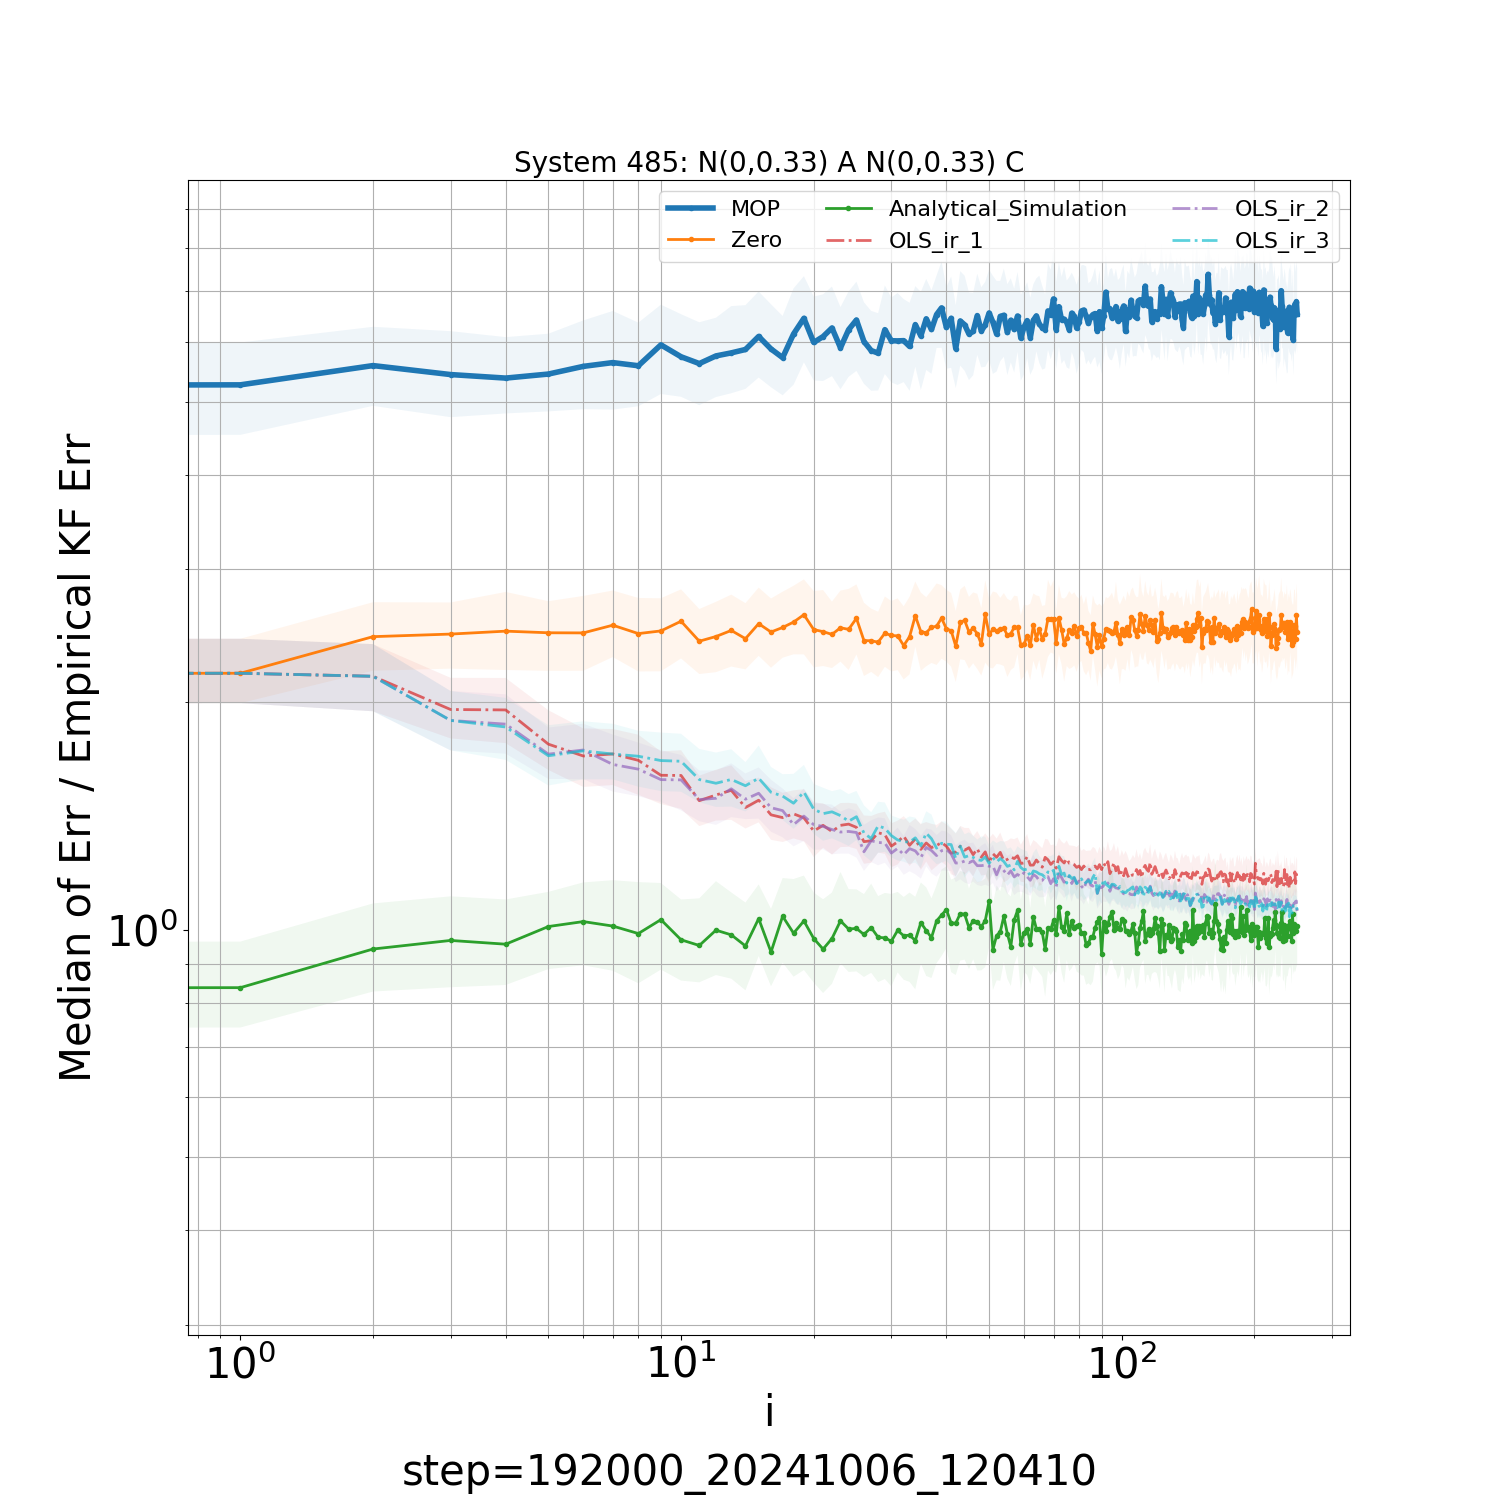 System 485: N(0,0.33) A N(0,0.33) C
MOP
Zero
Analytical_Simulation
OLS_ir_1
OLS_ir_2
OLS_ir_3
Median of Err / Empirical KF Err
10⁰
10⁰
10¹
10²
i
step=192000_20241006_120410